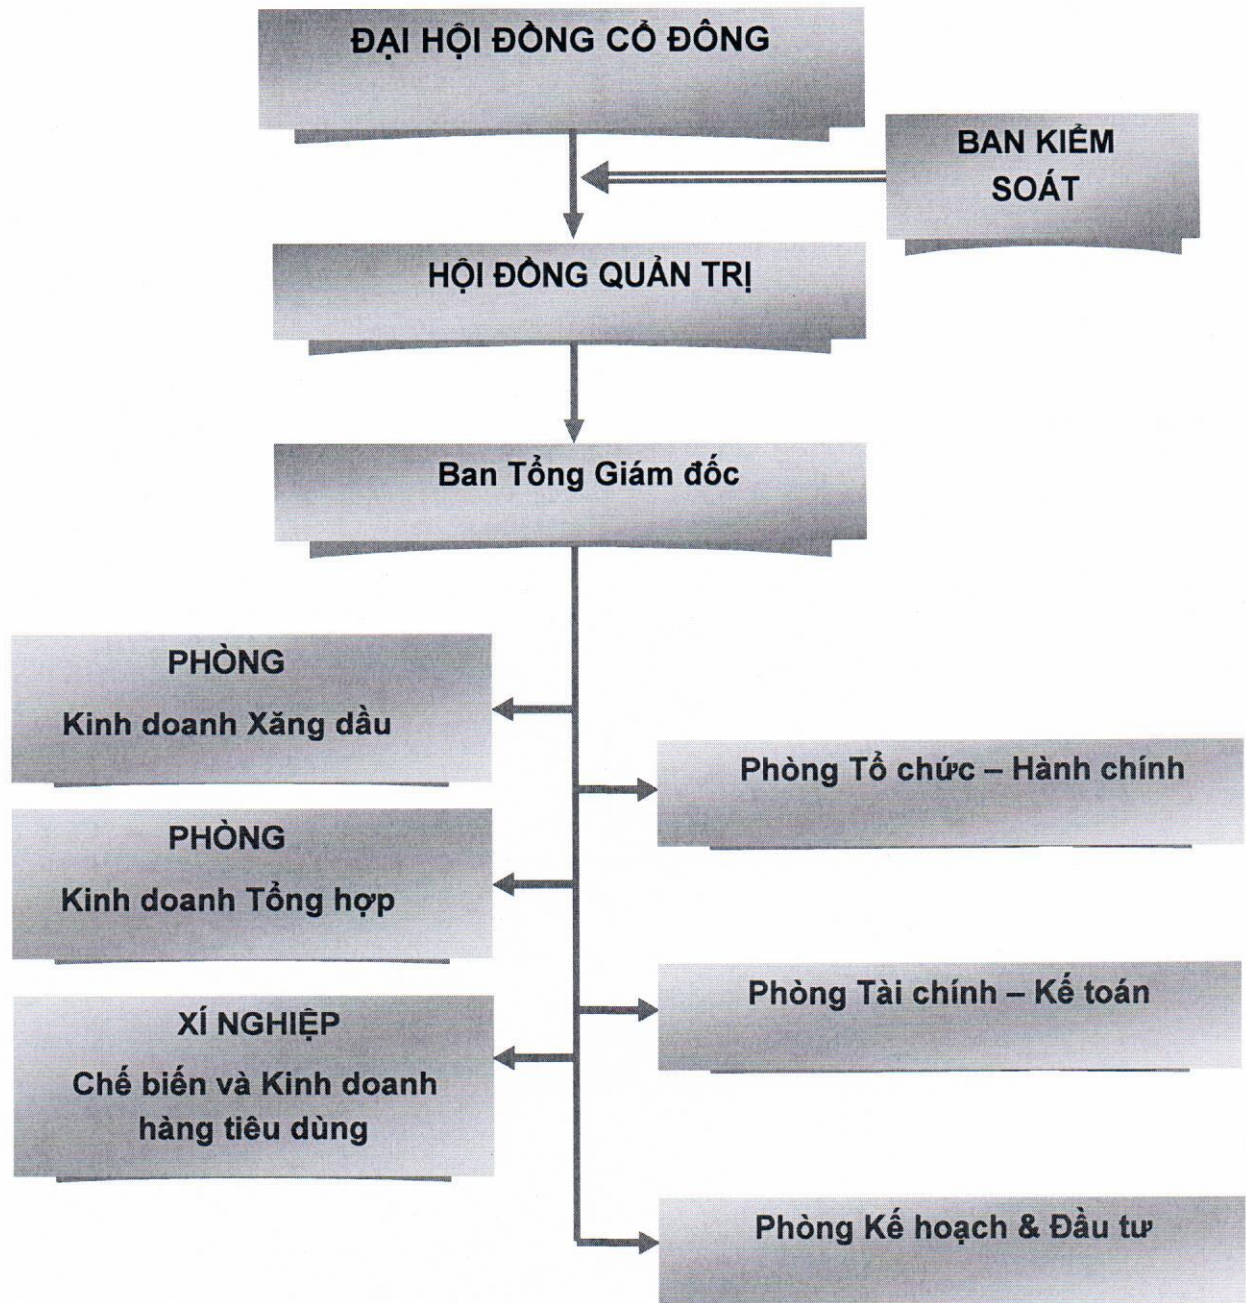 ĐẠI HỘI ĐỒNG CỔ ĐÔNG
BAN KIỂM
SOÁT
HỘI ĐỒNG QUẢN TRỊ
Ban Tổng Giám đốc
PHÒNG
Kinh doanh Xăng dầu
Phòng Tổ chức – Hành chính
PHÒNG
Kinh doanh Tổng hợp
Phòng Tài chính – Kế toán
XÍ NGHIỆP
Chế biến và Kinh doanh
hàng tiêu dùng
Phòng Kế hoạch & Đầu tư